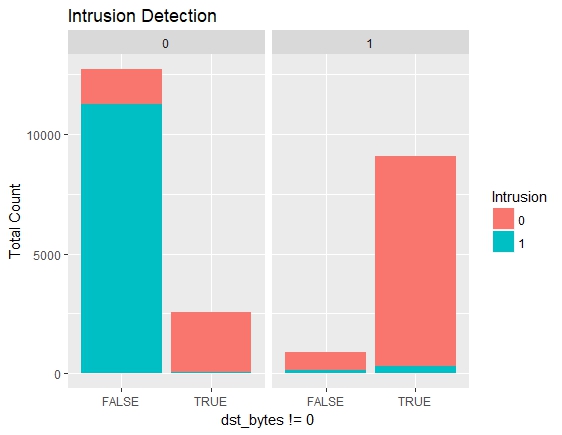 Intrusion Detection
0 1
Total Count
10000
5000
0
FALSE TRUE FALSE TRUE
dst_bytes != 0
Intrusion
0
1